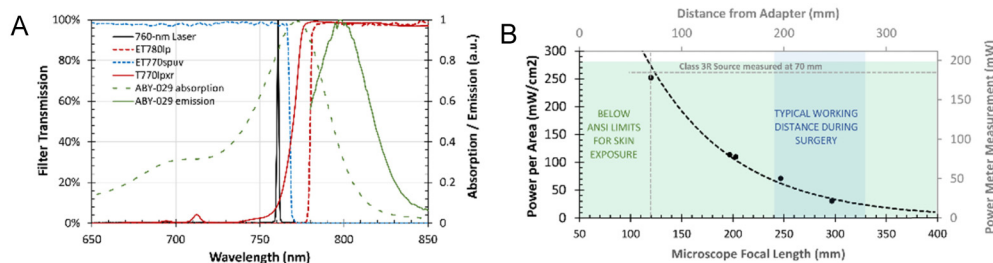 A
Filter Transmission
100%
80%
60%
40%
20%
0%
760-nm Laser
ET780lp
ET770spuv
T770lpxr
ABY-029 absorption
ABY-029 emission
1
0.8
0.6
0.4
0.2
0
Absorption / Emission (a.u.)
650 700 750 800 850
Wavelength (nm)
B
Distance from Adapter (mm)
0 100 200 300
Power per Area (mW/cm2)
300
250
200
150
100
50
0
Class 3R Source measured at 70 mm
BELOW
ANSI LIMITS
FOR SKIN
EXPOSURE
TYPICAL WORKING
DISTANCE DURING
SURGERY
200
150
100
50
0
Power Meter Measurement (mW)
50 100 150 200 250 300 350 400
Microscope Focal Length (mm)